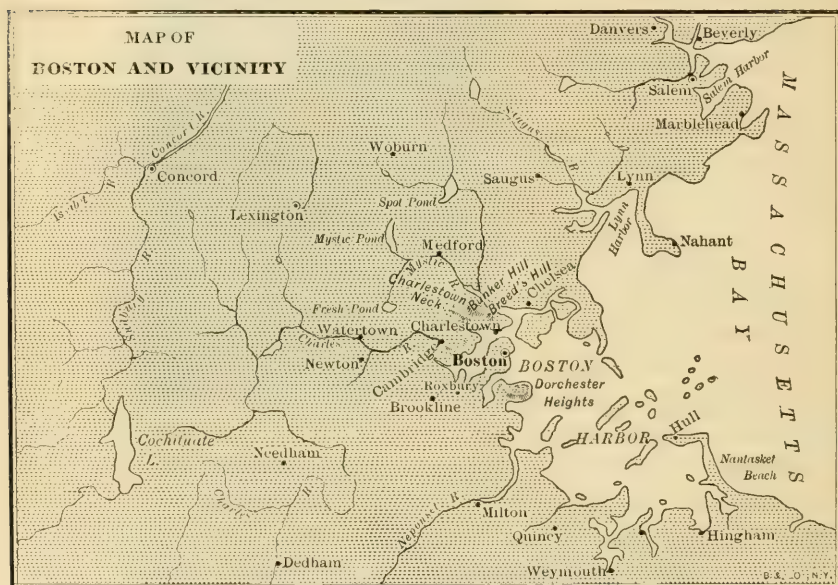 MAP OF
BOSTON AND VICINITY
Danvers
Beverly
Salem
Salem Harbor
Marblehead
MASSACHUSETTS
BAY
Concord R.
Concord
R.
Woburn
Saugus R.
Saugus
Lynn
Lynn
Harbor
Nahant
Lexington
Spot Pond
Mystic Pond
Medford
Mystic R.
Charlestown
Neck
Bunker Hill
Breed's Hill
Chelsea
Sudbury R.
Fresh Pond
Watertown
Charles R.
Charlestown
Newton
Cambridge
Boston
BOSTON
Roxbury
Dorchester
Heights
Brookline
HARBOR
Hull
Nantasket
Beach
Cochituate
L.
Needham
Charles R
Neponset R.
Milton
Quincy
Hingham
Dedham
Weymouth
B & O, N.Y.